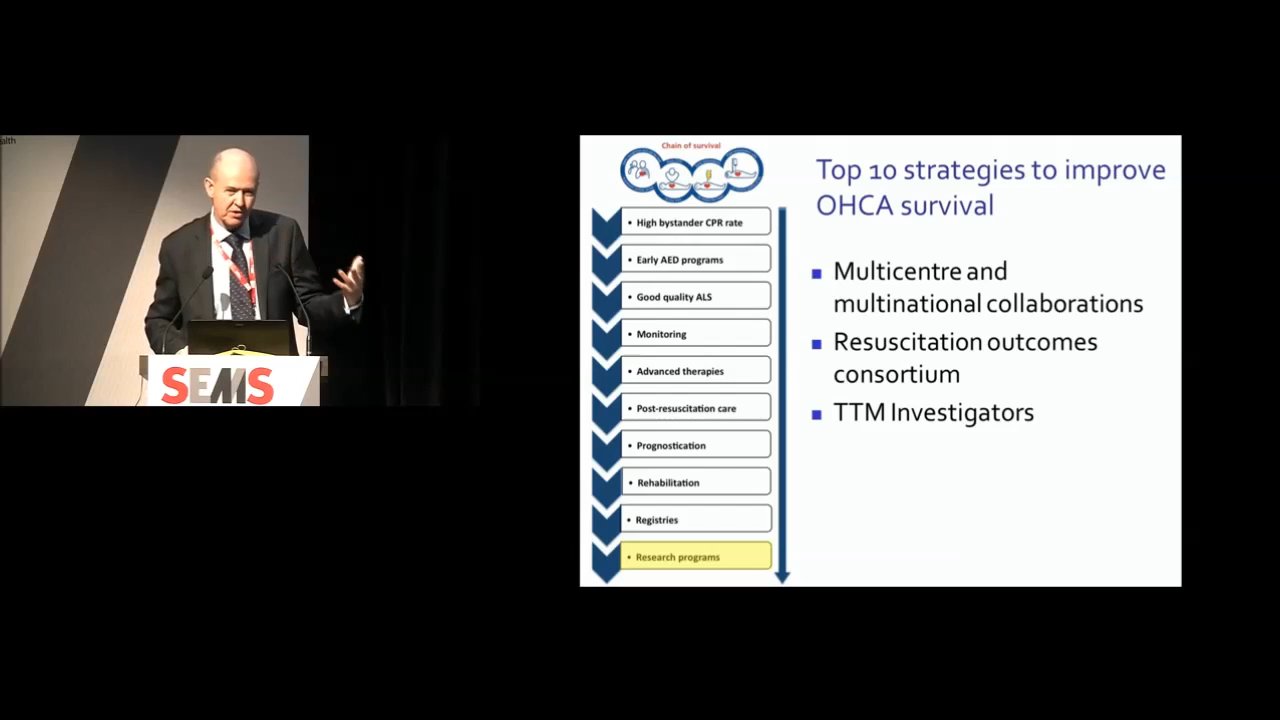 alth
SEMS
Chain of survival
• High bystander CPR rate
• Early AED programs
• Good quality ALS
• Monitoring
• Advanced therapies
• Post-resuscitation care
• Prognostication
• Rehabilitation
• Registries
• Research programs
Top 10 strategies to improve
OHCA survival
Multicentre and
multinational collaborations
Resuscitation outcomes
consortium
TTM Investigators